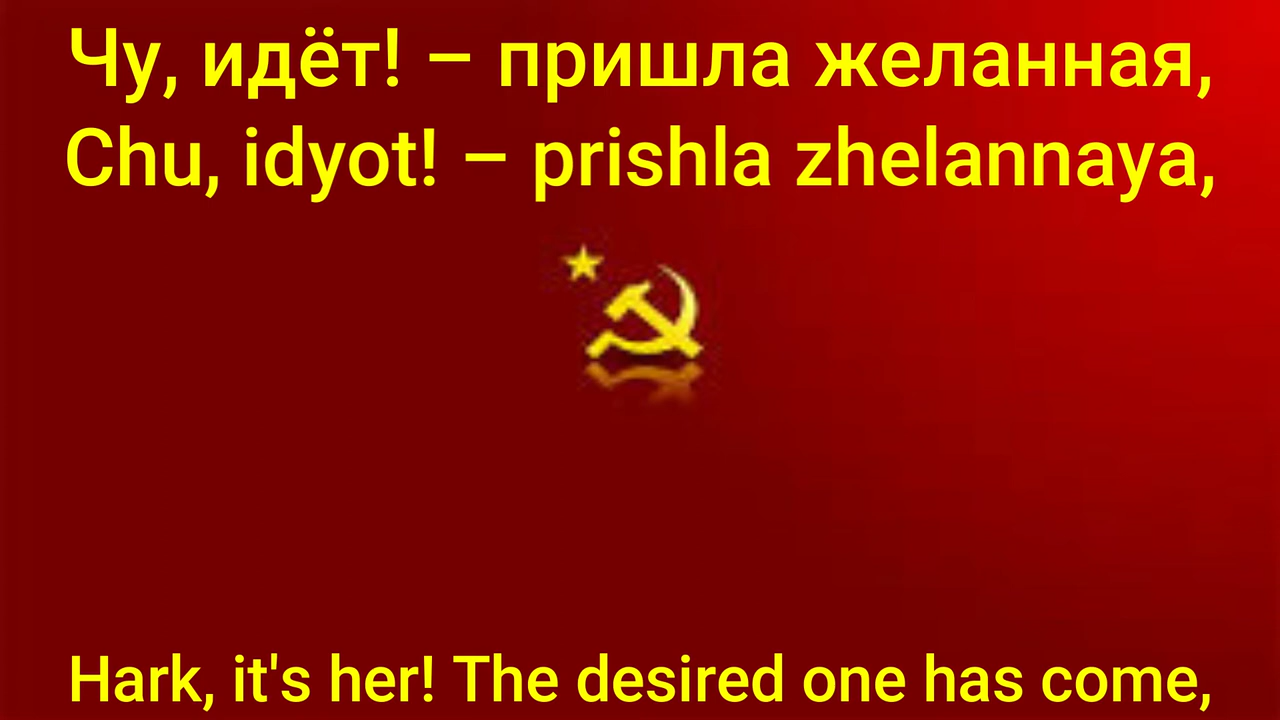 Чу, идёт! – пришла желанная,
Chu, idyot! – prishla zhelannaya,
Hark, it's her! The desired one has come,